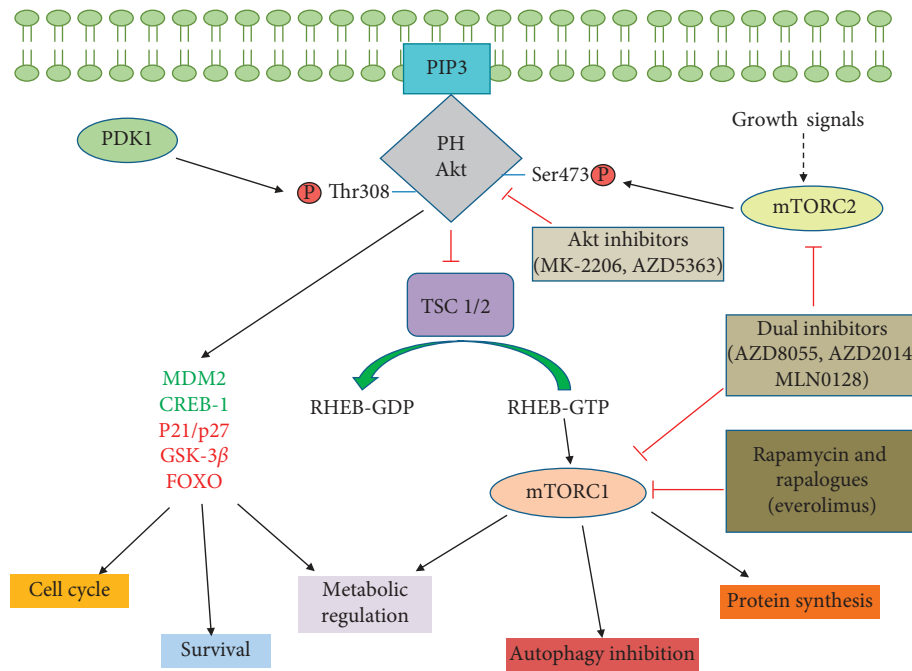 PIP3
PDK1
PH
Akt
Growth signals
P Thr308
Ser473 P
mTORC2
Akt inhibitors
(MK-2206, AZD5363)
TSC 1/2
Dual inhibitors
(AZD8055, AZD2014
MLN0128)
MDM2
CREB-1
P21/p27
GSK-3β
FOXO
RHEB-GDP
RHEB-GTP
Rapamycin and
rapalogues
(everolimus)
mTORC1
Cell cycle
Metabolic
regulation
Protein synthesis
Survival
Autophagy inhibition